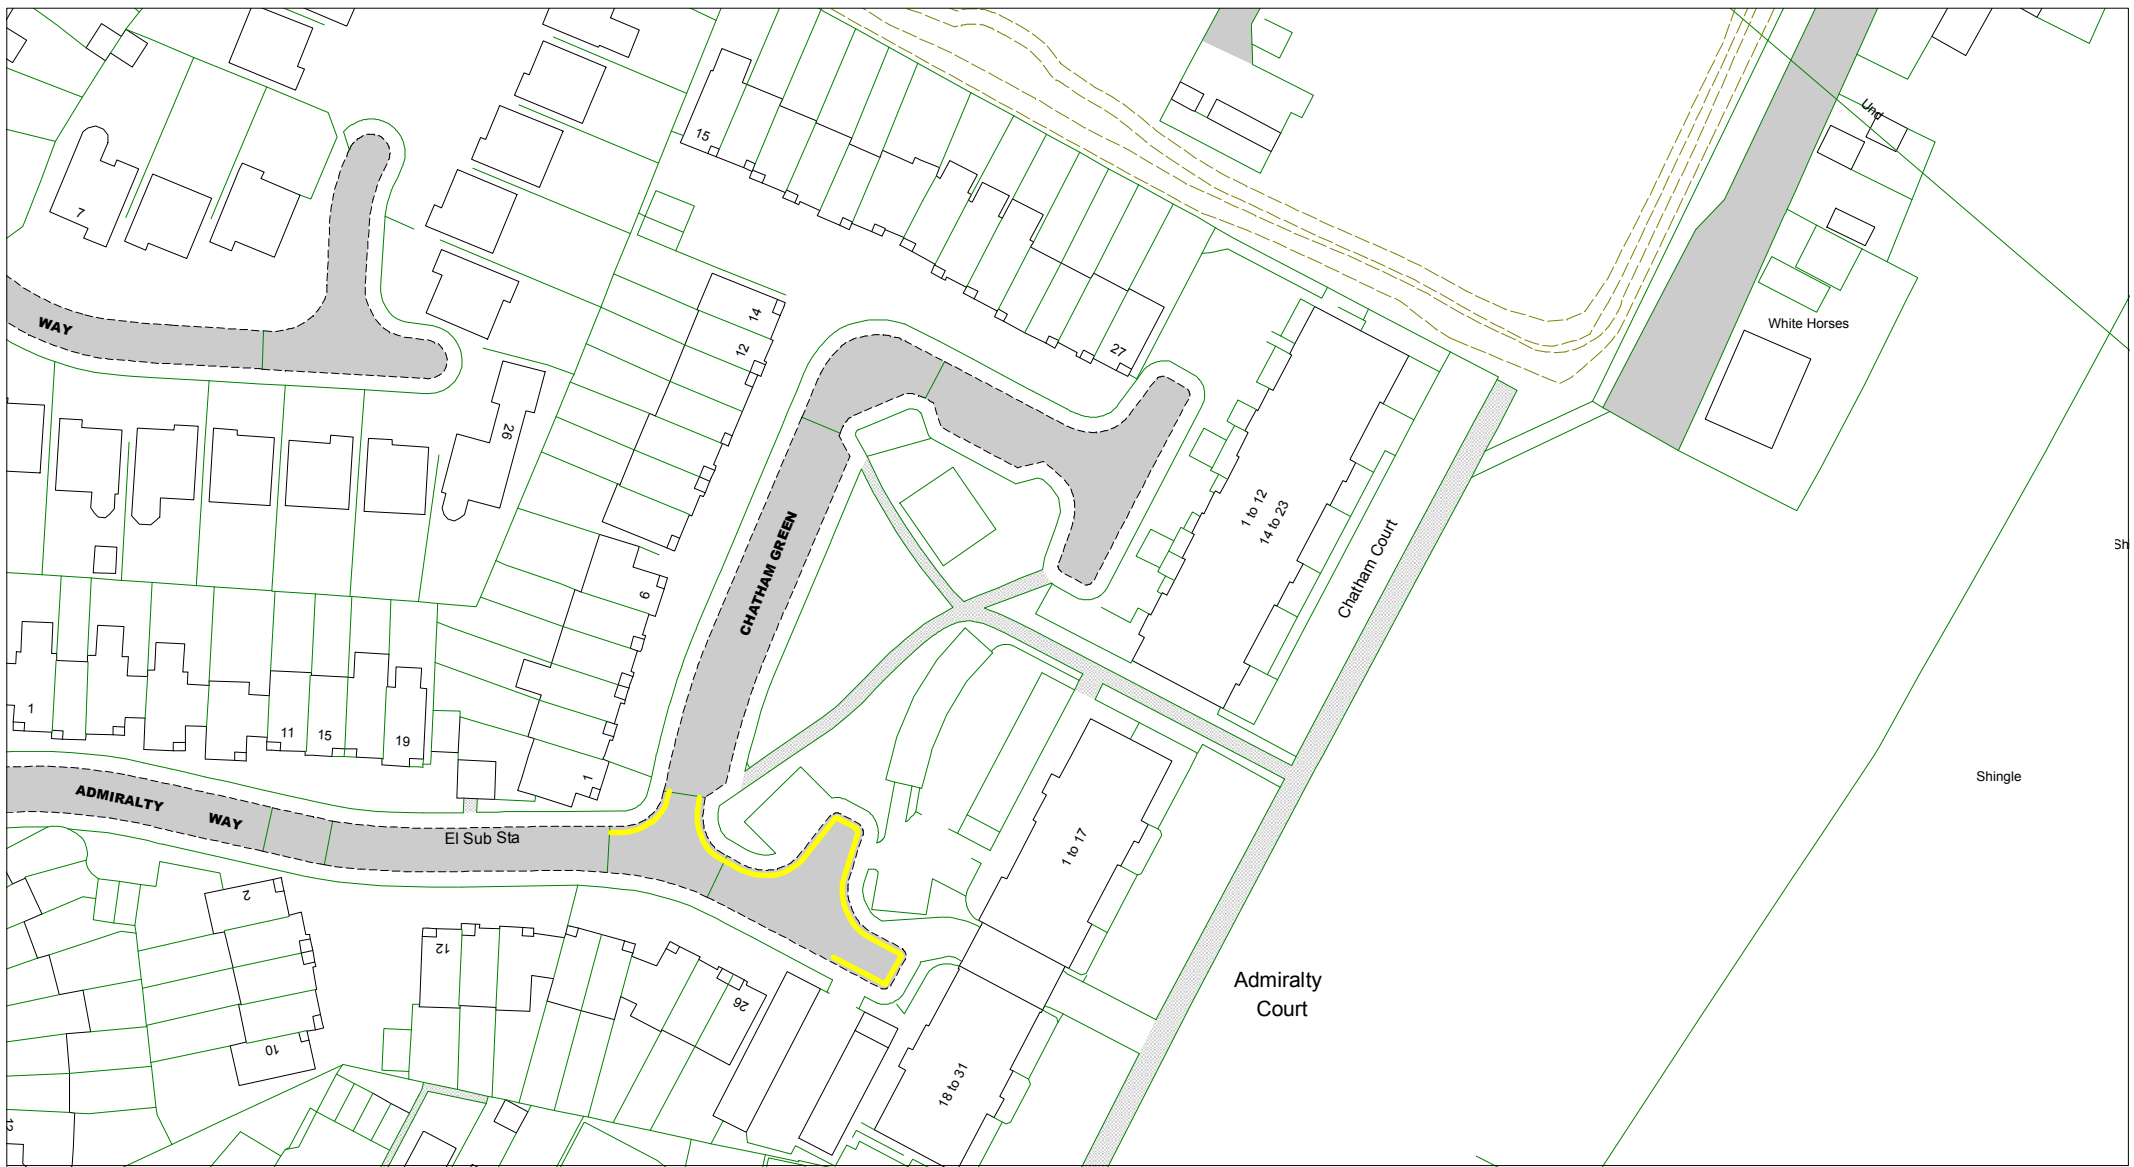 15
Und
7
14
WAY
12
27
White Horses
26
1 to 12
14 to 23
CHATHAM GREEN
Chatham Court
Sh
6
1
11
15
19
1
Shingle
ADMIRALTY
WAY
El Sub Sta
1 to 17
2
12
26
Admiralty
Court
10
18 to 31